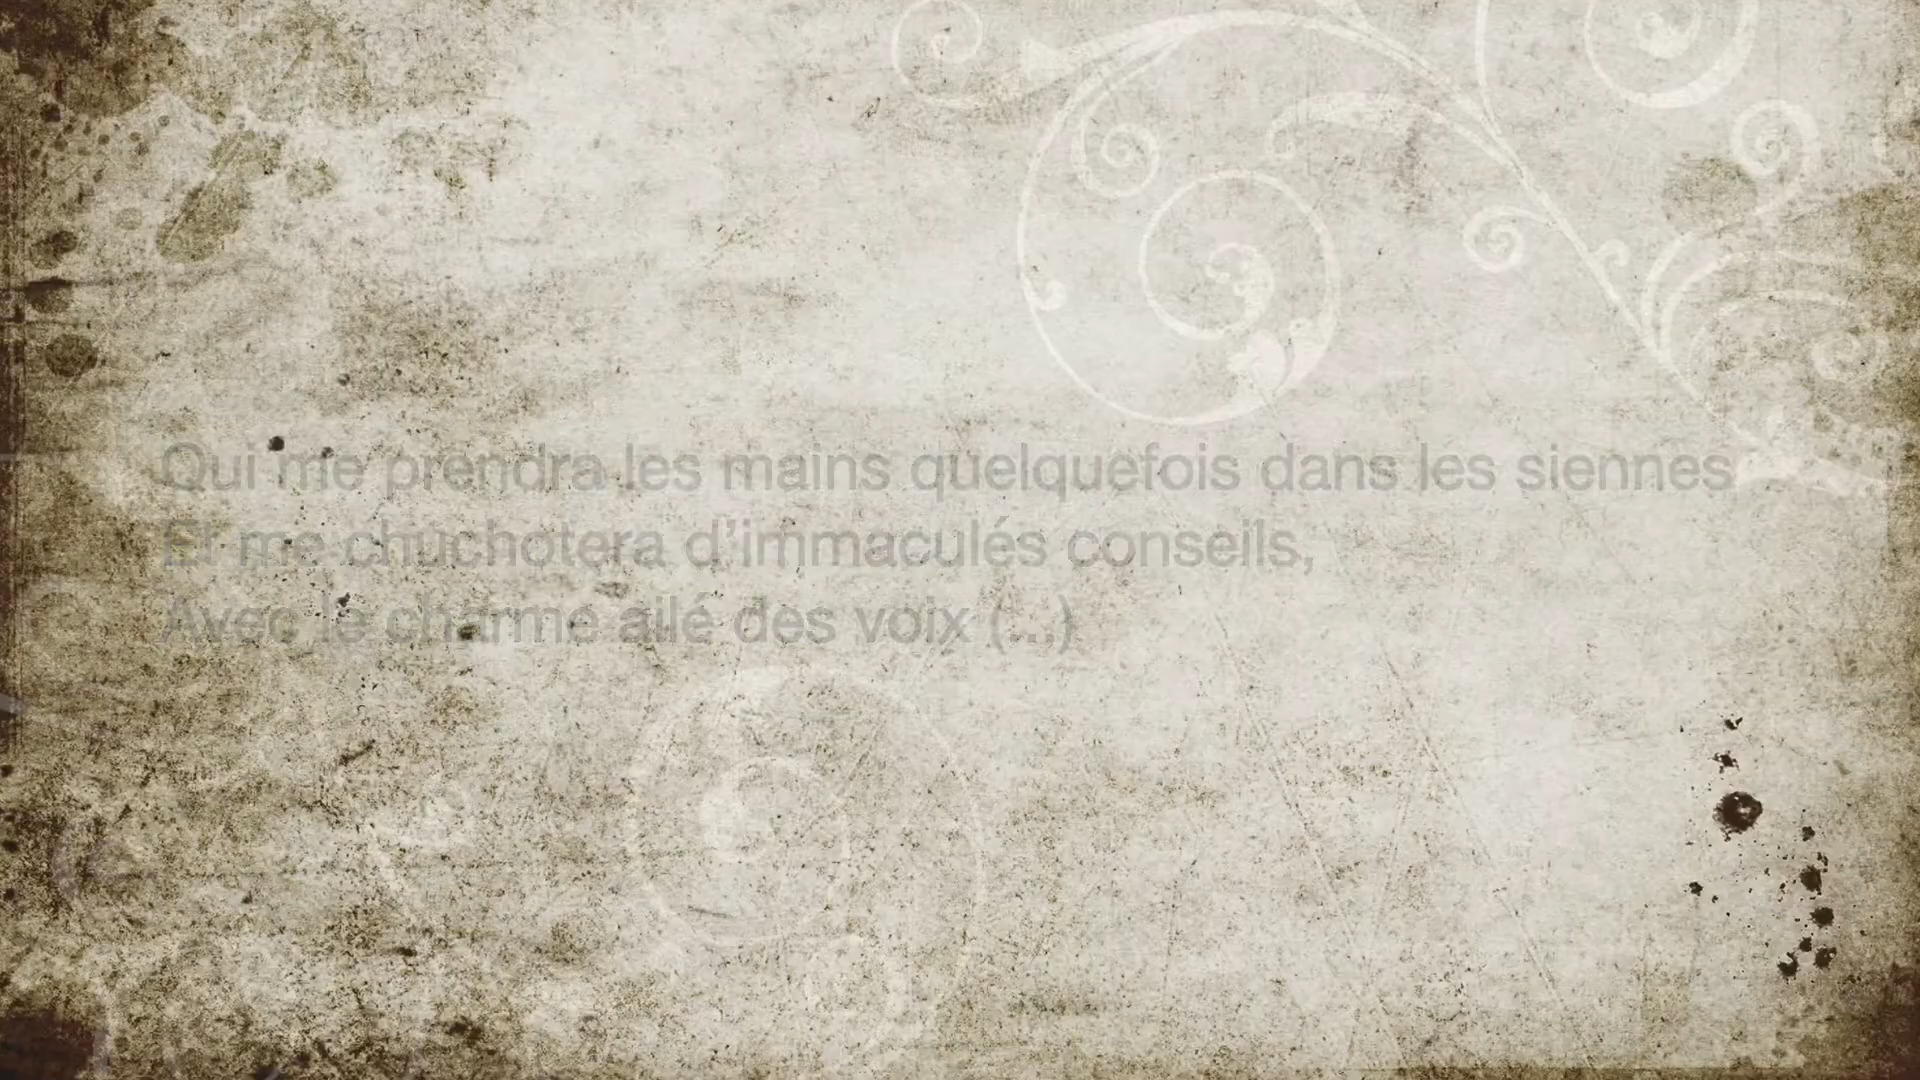 Qui me prendra les mains quelquefois dans les siennes
Et me chuchotera d’immaculés conseils,
Avec le charme ailé des voix (...)